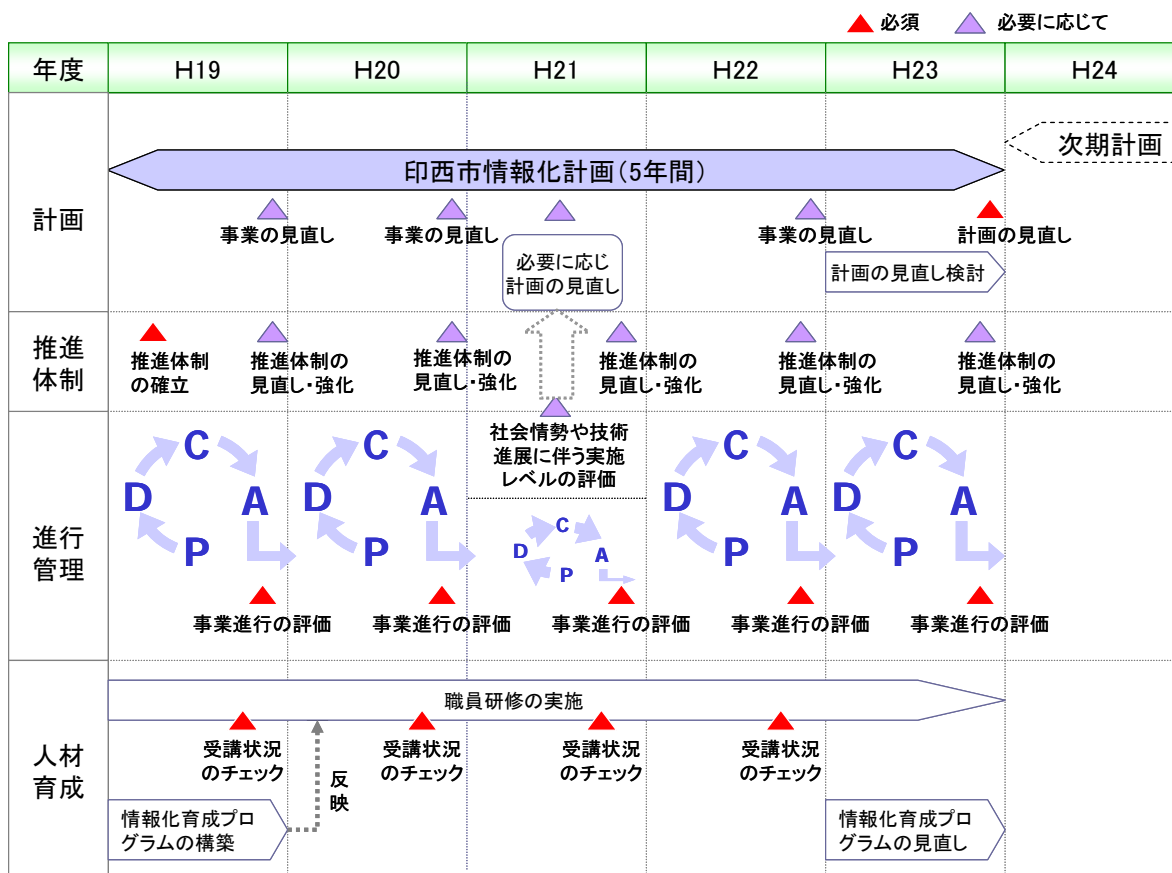 必須
必要に応じて
年度
H19
H20
H21
H22
H23
H24
計画
次期計画
印西市情報化計画(5年間)
事業の見直し
事業の見直し
事業の見直し
計画の見直し
必要に応じ
計画の見直し
計画の見直し検討
推進
体制
推進体制
の確立
推進体制の
見直し・強化
推進体制の
見直し・強化
推進体制の
見直し・強化
推進体制の
見直し・強化
推進体制の
見直し・強化
進行
管理
C
D
A
P
C
D
A
P
社会情勢や技術
進展に伴う実施
レベルの評価
C
D
A
P
C
D
A
P
C
D
A
P
事業進行の評価
事業進行の評価
事業進行の評価
事業進行の評価
事業進行の評価
人材
育成
職員研修の実施
受講状況
のチェック
反
映
受講状況
のチェック
受講状況
のチェック
受講状況
のチェック
情報化育成プロ
グラムの構築
情報化育成プロ
グラムの見直し